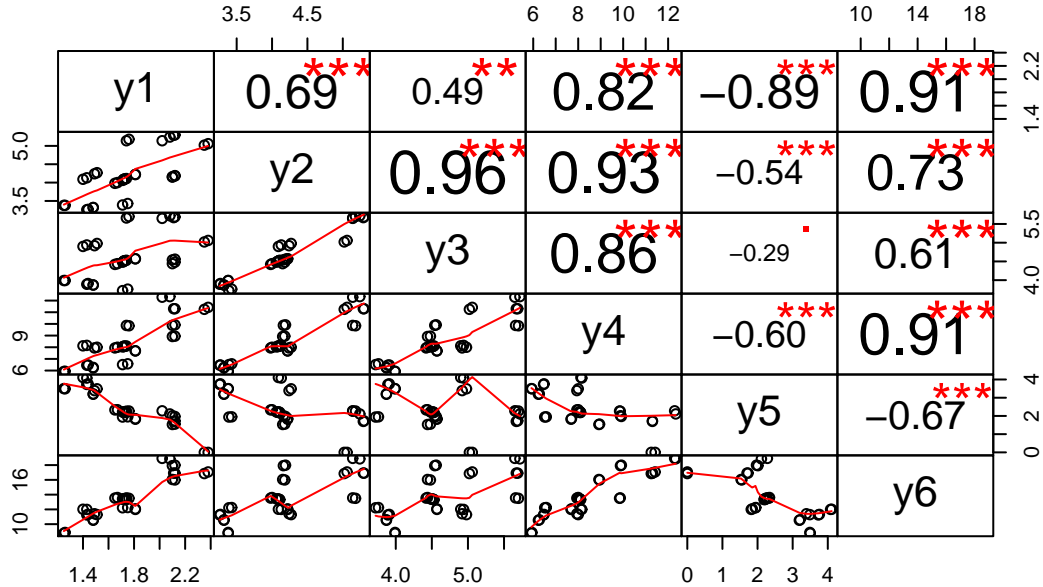 3.5 4.5 6 8 10 12 10 14 18
y1 0.69 *** 0.49 ** 0.82 *** −0.89 *** 0.91 *** 1.4 2.2
3.5 5.0 y2 0.96 *** 0.93 *** −0.54 *** 0.73 ***
y3 0.86 *** −0.29 . 0.61 *** 4.0 5.5
6 9 y4 −0.60 *** 0.91 ***
y5 −0.67 *** 0 2 4
10 16 y6
1.4 1.8 2.2 4.0 5.0 0 1 2 3 4